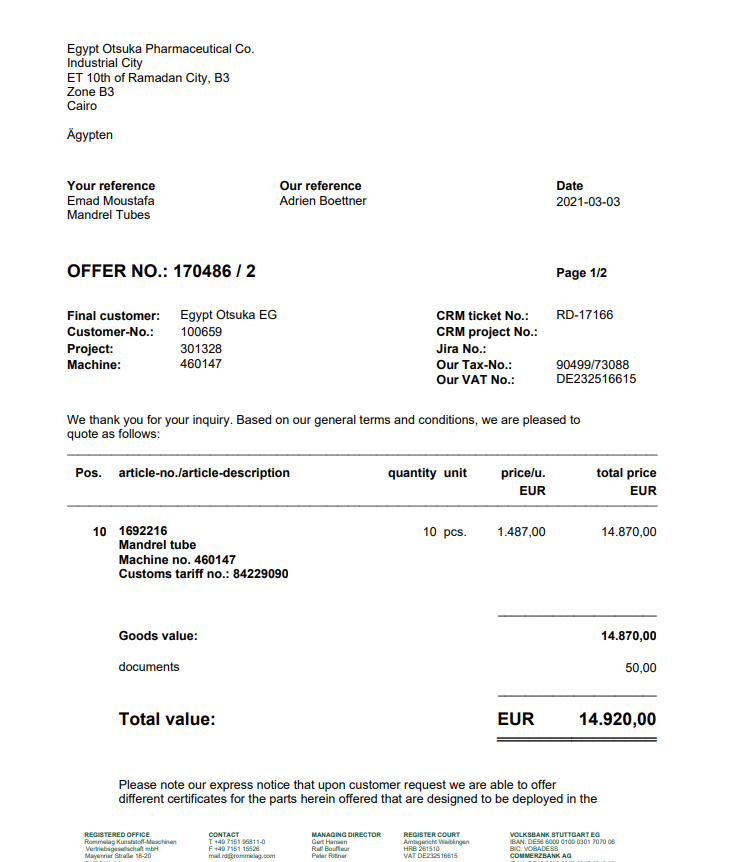 Egypt Otsuka Pharmaceutical Co.
Industrial City
ET 10th of Ramadan City, B3
Zone B3
Cairo
Ägypten
Your reference Our reference Date
Emad Moustafa Adrien Boettner 2021-03-03
Mandrel Tubes
OFFER NO.: 170486 / 2 Page 1/2
Final customer: Egypt Otsuka EG CRM ticket No.: RD-17166
Customer-No.: 100659 CRM project No.:
Project: 301328 Jira No.:
Machine: 460147 Our Tax-No.: 90499/73088
Our VAT No.: DE232516615
We thank you for your inquiry. Based on our general terms and conditions, we are pleased to
quote as follows:
Pos. article-no./article-description quantity unit price/u. total price
EUR EUR
10 1692216 10 pcs. 1.487,00 14.870,00
Mandrel tube
Machine no. 460147
Customs tariff no.: 84229090
Goods value: 14.870,00
documents 50,00
Total value: EUR 14.920,00
Please note our express notice that upon customer request we are able to offer
different certificates for the parts herein offered that are designed to be deployed in the
REGISTERED OFFICE CONTACT MANAGING DIRECTOR REGISTER COURT VOLKSBANK STUTTGART EG
Rommelag Kunststoff-Maschinen T +49 7151 95811-0 Gert Hansen Amtsgericht Waiblingen IBAN: DE56 6009 0100 0301 7070 06
Vertriebsgesellschaft mbH F +49 7151 15526 Ralf Bouffleur HRB 261510 BIC: VOBADESS
Mayenner Straße 18-20 mail.rd@rommelag.com Peter Rittner VAT DE232516615 COMMERZBANK AG